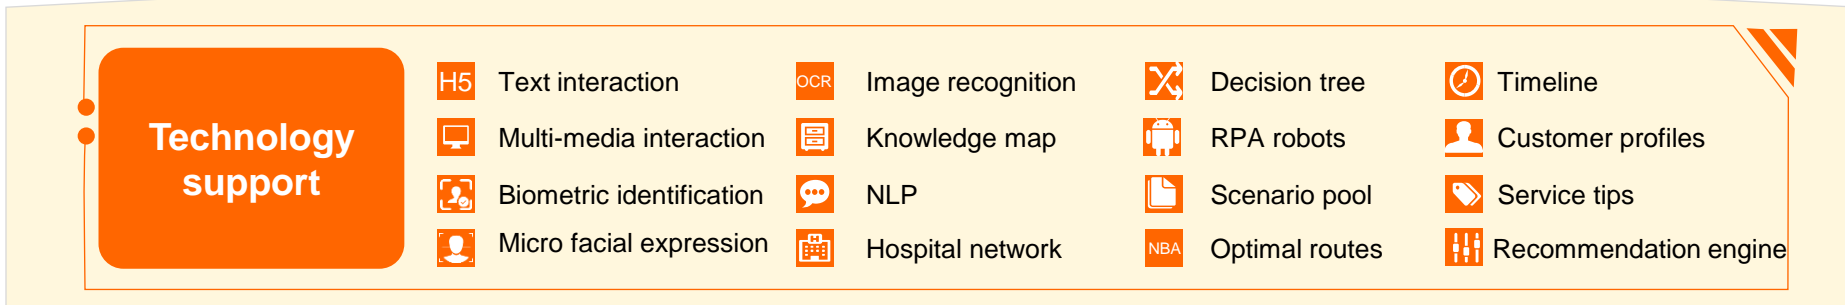 Technology
support
H5 Text interaction
Multi-media interaction
Biometric identification
Micro facial expression
OCR Image recognition
Knowledge map
NLP
H Hospital network
Decision tree
RPA robots
Scenario pool
NBA Optimal routes
Timeline
Customer profiles
Service tips
Recommendation engine